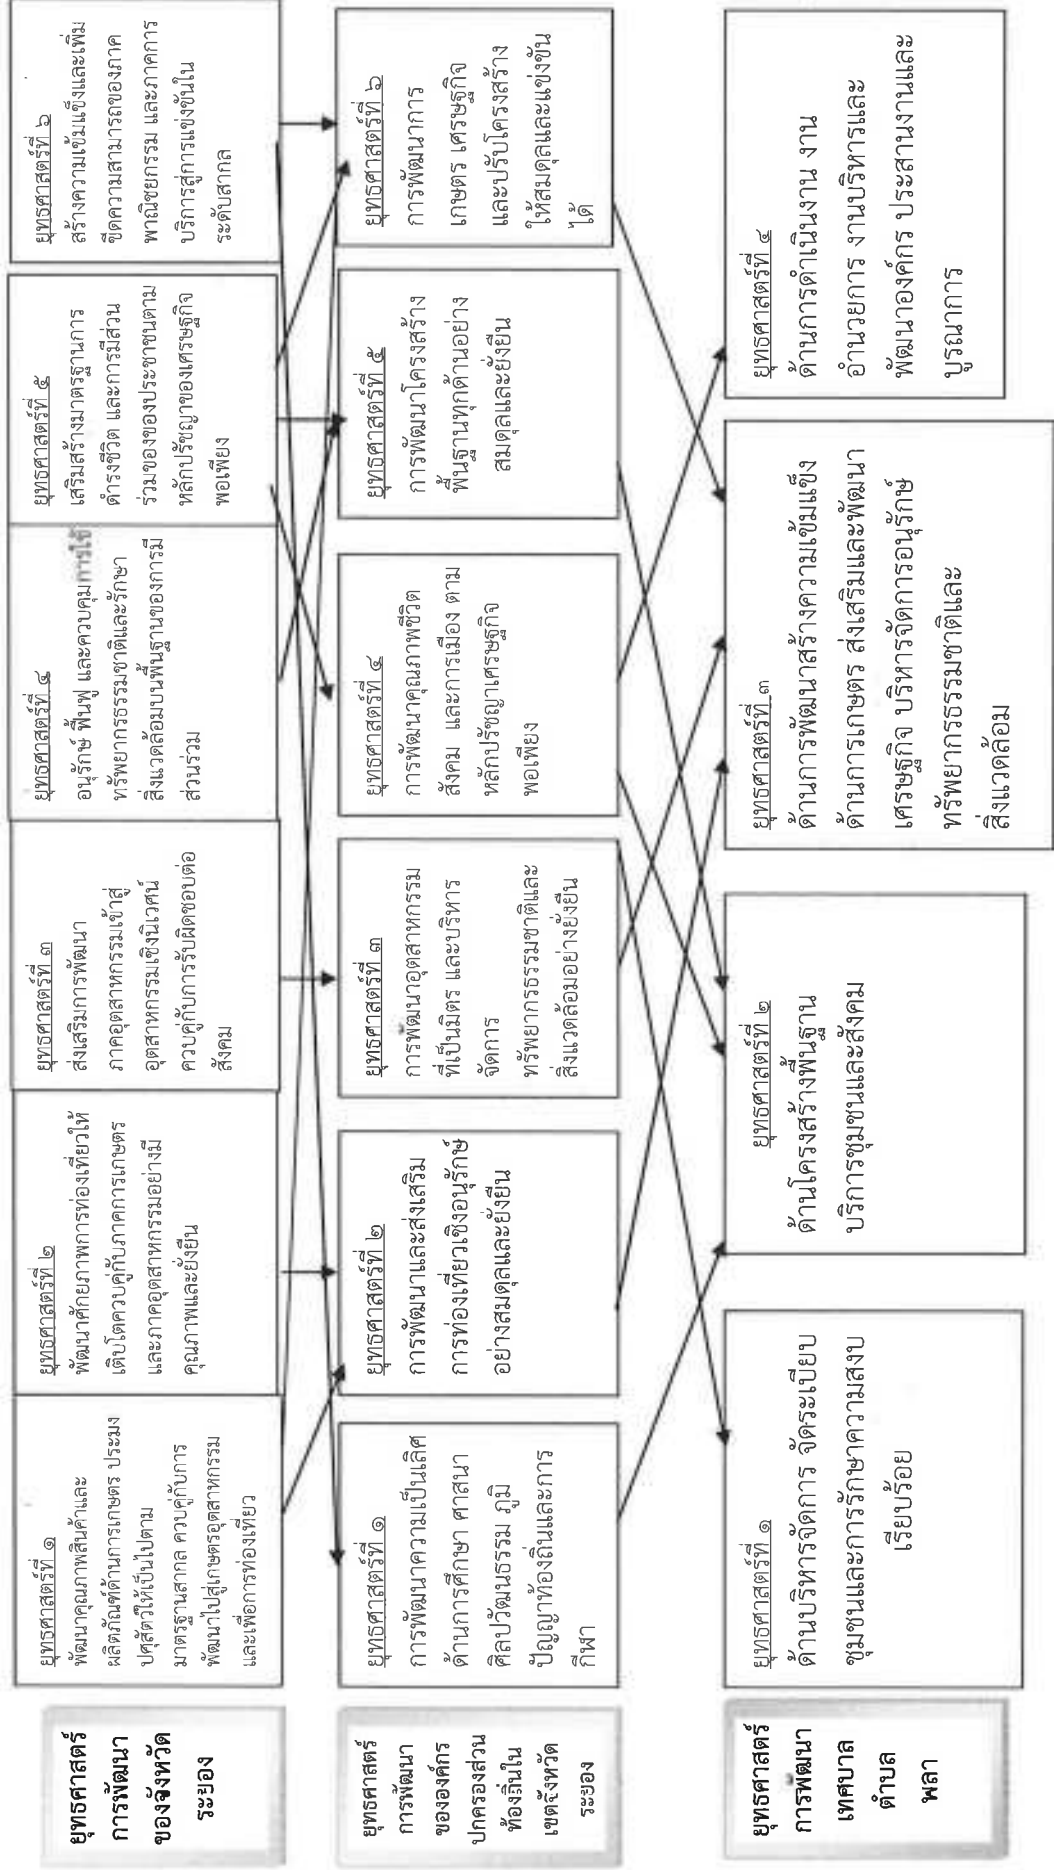 ยุทธศาสตร์
การพัฒนา
ของจังหวัด
ระยอง
ยุทธศาสตร์ที่ ๑
พัฒนาคุณภาพสินค้าและ
ผลิตภัณฑ์ด้านการเกษตร ประมง
ปศุสัตว์ให้เป็นไปตาม
มาตรฐานสากล ควบคู่กับการ
พัฒนาไปสู่เกษตรอุตสาหกรรม
และเพื่อการท่องเที่ยว
ยุทธศาสตร์ที่ ๒
พัฒนาศักยภาพการท่องเที่ยวให้
เติบโตควบคู่กับภาคการเกษตร
และภาคอุตสาหกรรมอย่างมี
คุณภาพและยั่งยืน
ยุทธศาสตร์ที่ ๓
ส่งเสริมการพัฒนา
ภาคอุตสาหกรรมเข้าสู่
อุตสาหกรรมเชิงนิเวศน์
ควบคู่กับการรับผิดชอบต่อ
สังคม
ยุทธศาสตร์ที่ ๔
อนุรักษ์ ฟื้นฟู และควบคุมการใช้
ทรัพยากรธรรมชาติและรักษา
สิ่งแวดล้อมบนพื้นฐานของการมี
ส่วนร่วม
ยุทธศาสตร์ที่ ๕
เสริมสร้างมาตรฐานการ
ดำรงชีวิต และการมีส่วน
ร่วมของของประชาชนตาม
หลักปรัชญาของเศรษฐกิจ
พอเพียง
ยุทธศาสตร์ที่ ๖
สร้างความเข้มแข็งและเพิ่ม
ขีดความสามารถของภาค
พาณิชยกรรม และภาคการ
บริการสู่การแข่งขันใน
ระดับสากล
ยุทธศาสตร์
การพัฒนา
ขององค์กร
ปกครองส่วน
ท้องถิ่นใน
เขตจังหวัด
ระยอง
ยุทธศาสตร์ที่ ๑
การพัฒนาความเป็นเลิศ
ด้านการศึกษา ศาสนา
ศิลปวัฒนธรรม ภูมิ
ปัญญาท้องถิ่นและการ
กีฬา
ยุทธศาสตร์ที่ ๒
การพัฒนาและส่งเสริม
การท่องเที่ยวเชิงอนุรักษ์
อย่างสมดุลและยั่งยืน
ยุทธศาสตร์ที่ ๓
การพัฒนาอุตสาหกรรม
ที่เป็นมิตร และบริหาร
จัดการ
ทรัพยากรธรรมชาติและ
สิ่งแวดล้อมอย่างยั่งยืน
ยุทธศาสตร์ที่ ๔
การพัฒนาคุณภาพชีวิต
สังคม และการเมือง ตาม
หลักปรัชญาเศรษฐกิจ
พอเพียง
ยุทธศาสตร์ที่ ๕
การพัฒนาโครงสร้าง
พื้นฐานทุกด้านอย่าง
สมดุลและยั่งยืน
ยุทธศาสตร์ที่ ๖
การพัฒนาการ
เกษตร เศรษฐกิจ
และปรับโครงสร้าง
ให้สมดุลและแข่งขัน
ได้
ยุทธศาสตร์
การพัฒนา
เทศบาล
ตำบล
พลา
ยุทธศาสตร์ที่ ๑
ด้านบริหารจัดการ จัดระเบียบ
ชุมชนและการรักษาความสงบ
เรียบร้อย
ยุทธศาสตร์ที่ ๒
ด้านโครงสร้างพื้นฐาน
บริการชุมชนและสังคม
ยุทธศาสตร์ที่ ๓
ด้านการพัฒนาสร้างความเข้มแข็ง
ด้านการเกษตร ส่งเสริมและพัฒนา
เศรษฐกิจ บริหารจัดการอนุรักษ์
ทรัพยากรธรรมชาติและ
สิ่งแวดล้อม
ยุทธศาสตร์ที่ ๔
ด้านการดำเนินงาน งาน
อำนวยการ งานบริหารและ
พัฒนาองค์กร ประสานงานและ
บูรณาการ